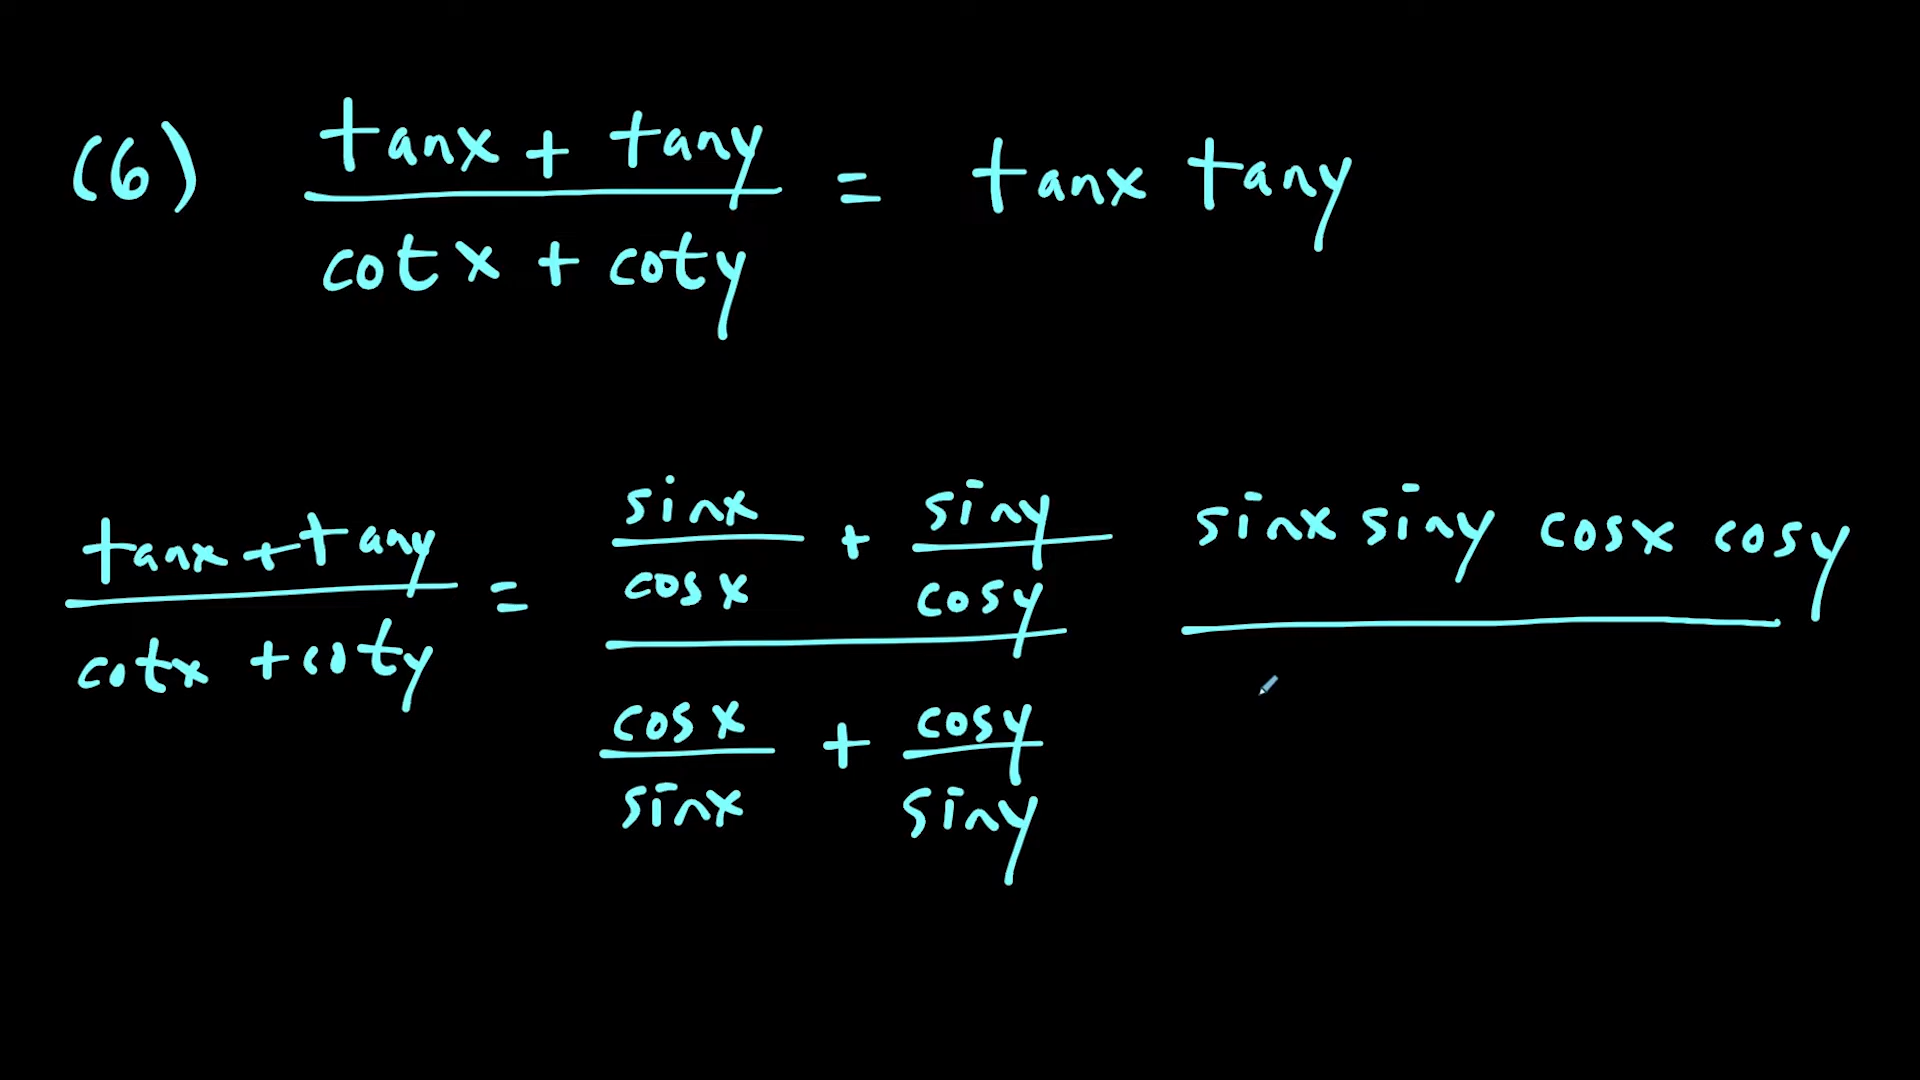 (6) tanx + tany / cotx + coty = tanx tany
tanx + tany / cotx + coty = sinx/cosx + siny/cosy / cosx/sinx + cosy/siny sinx siny cosx cosy /